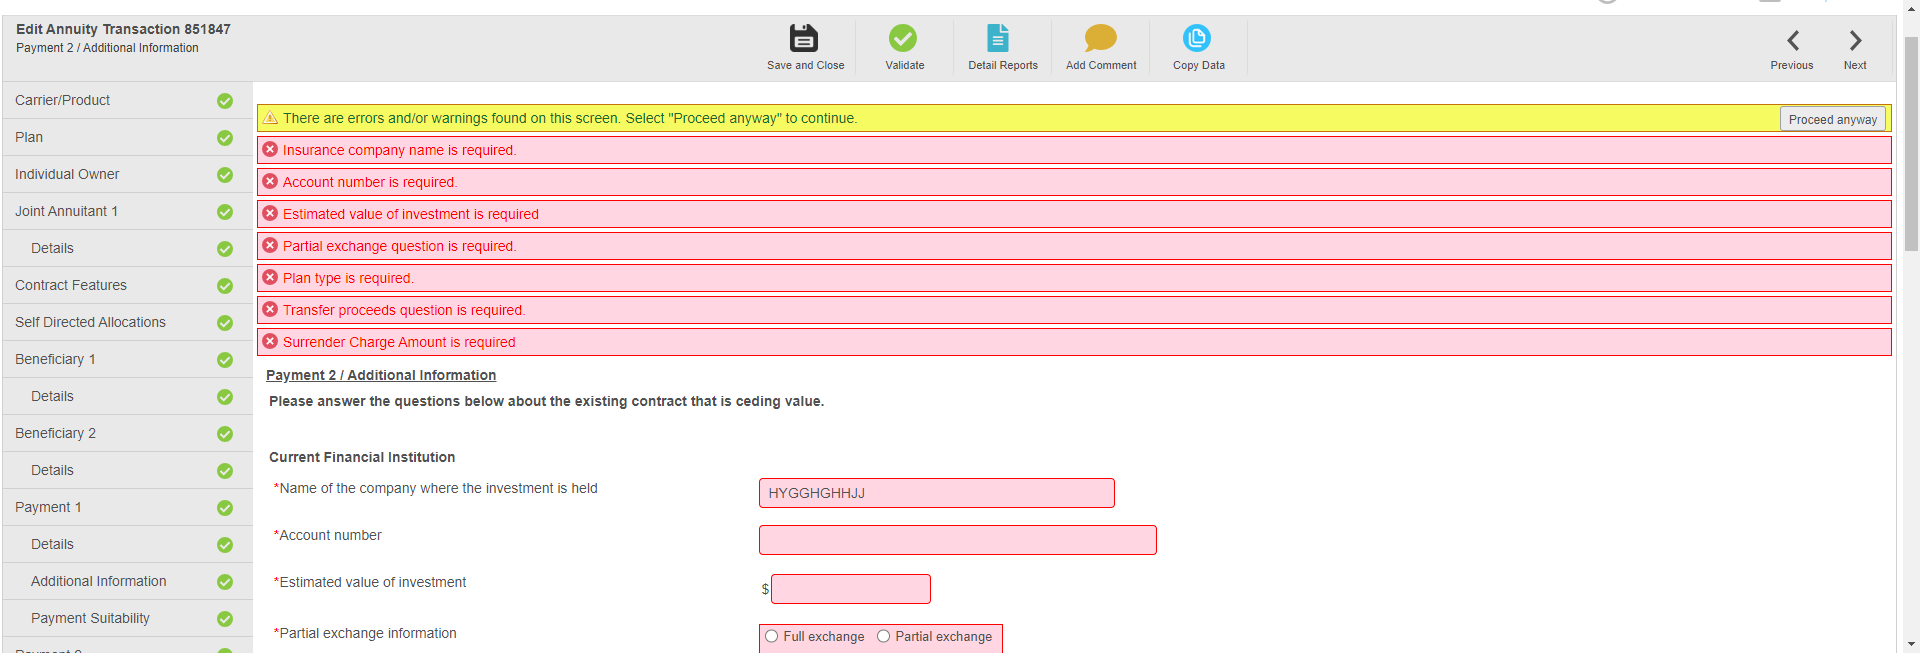 Edit Annuity Transaction 851847
Payment 2 / Additional Information
Save and Close
Validate
Detail Reports
Add Comment
Copy Data
Previous
Next
Carrier/Product
Plan
Individual Owner
Joint Annuitant 1
Details
Contract Features
Self Directed Allocations
Beneficiary 1
Details
Beneficiary 2
Details
Payment 1
Details
Additional Information
Payment Suitability
There are errors and/or warnings found on this screen. Select "Proceed anyway" to continue.
Proceed anyway
Insurance company name is required.
Account number is required.
Estimated value of investment is required
Partial exchange question is required.
Plan type is required.
Transfer proceeds question is required.
Surrender Charge Amount is required
Payment 2 / Additional Information
Please answer the questions below about the existing contract that is ceding value.
Current Financial Institution
*Name of the company where the investment is held
HYGGHGHHJJ
*Account number
*Estimated value of investment
$
*Partial exchange information
Full exchange
Partial exchange